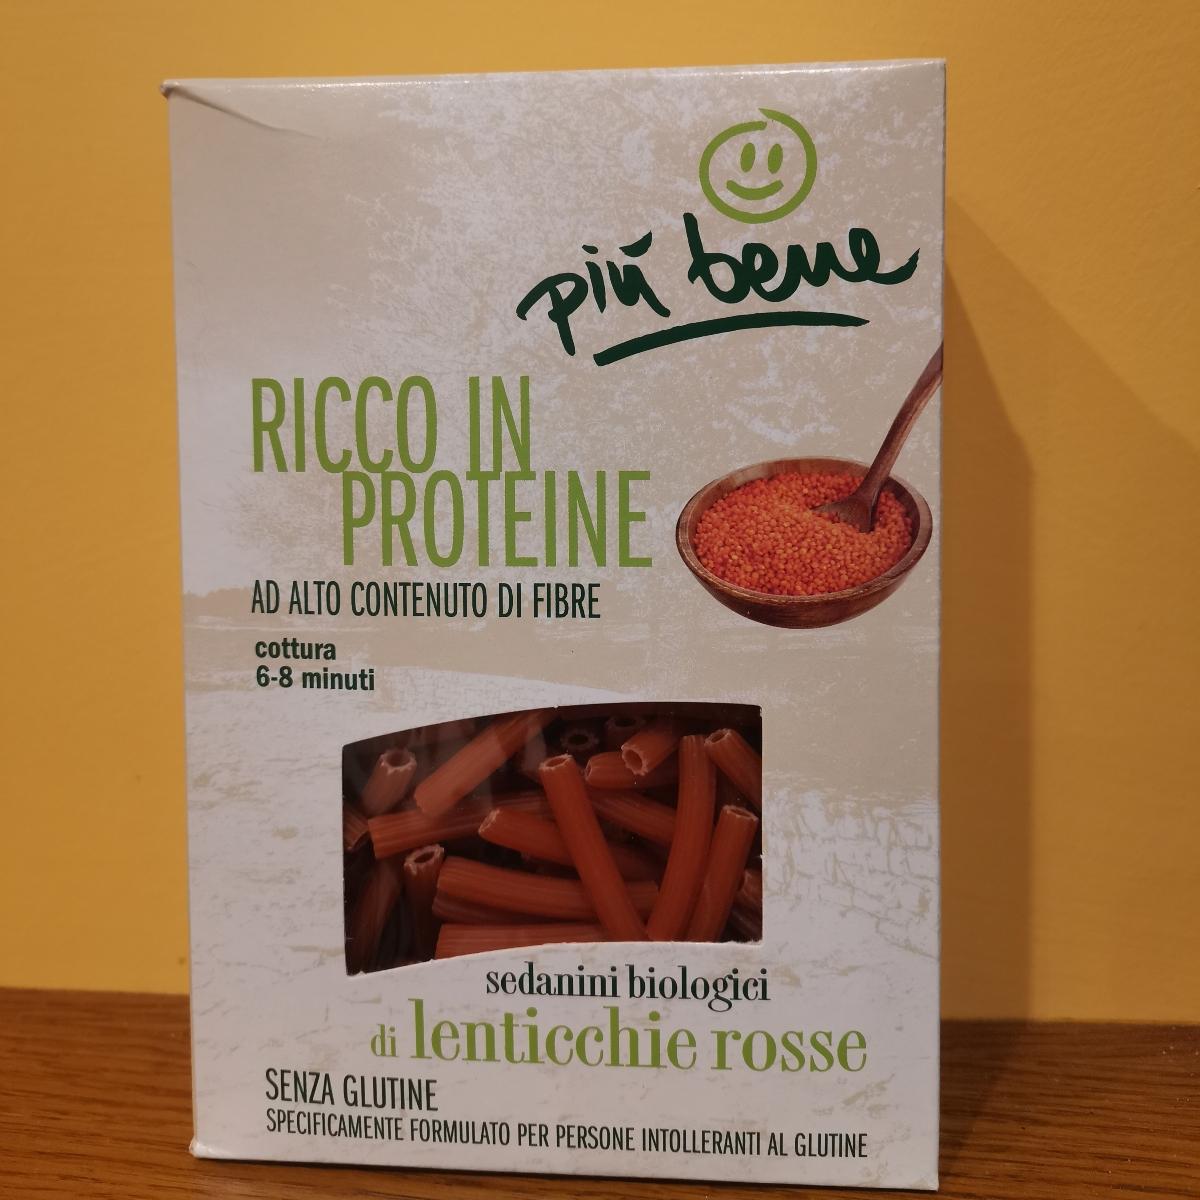 più bene
RICCO IN
PROTEINE
AD ALTO CONTENUTO DI FIBRE
cottura
6-8 minuti
sedanini biologici
di lenticchie rosse
SENZA GLUTINE
SPECIFICAMENTE FORMULATO PER PERSONE INTOLLERANTI AL GLUTINE